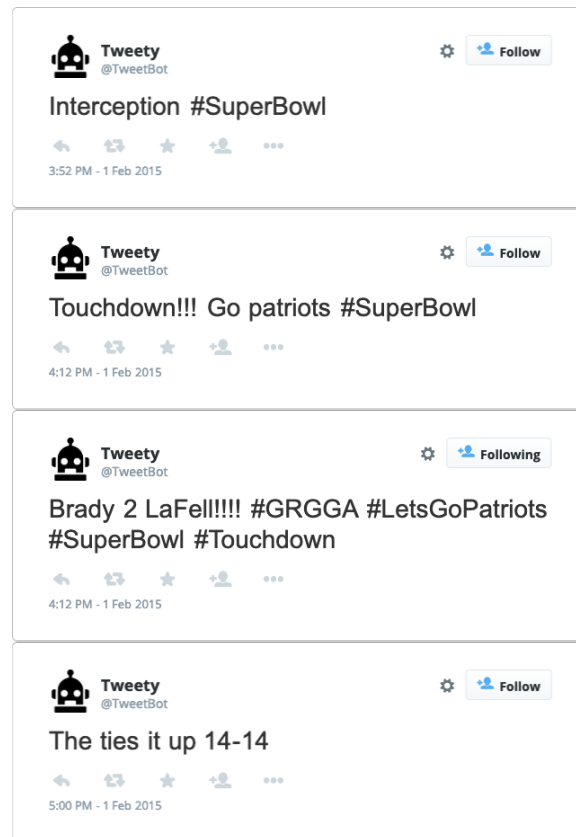 Tweety
Follow
@TweetBot
Interception #SuperBowl
3:52 PM - 1 Feb 2015
Tweety
Follow
@TweetBot
Touchdown!!! Go patriots #SuperBowl
4:12 PM - 1 Feb 2015
Tweety
Following
@TweetBot
Brady 2 LaFell!!!! #GRGGA #LetsGoPatriots
#SuperBowl #Touchdown
4:12 PM - 1 Feb 2015
Tweety
Follow
@TweetBot
The ties it up 14-14
5:00 PM - 1 Feb 2015